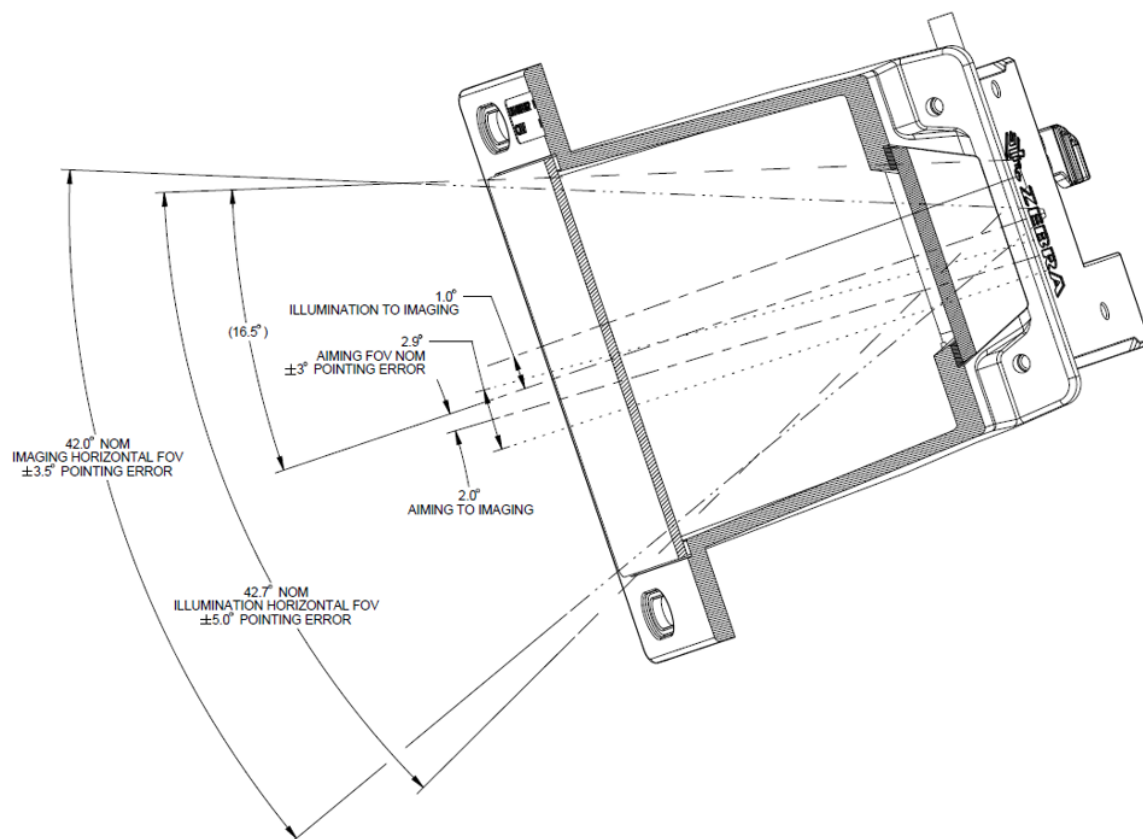 ZEBRA
1.0°
ILLUMINATION TO IMAGING
(16.5°)
2.9°
AIMING FOV NOM
±3° POINTING ERROR
42.0° NOM
IMAGING HORIZONTAL FOV
±3.5° POINTING ERROR
2.0°
AIMING TO IMAGING
42.7° NOM
ILLUMINATION HORIZONTAL FOV
±5.0° POINTING ERROR